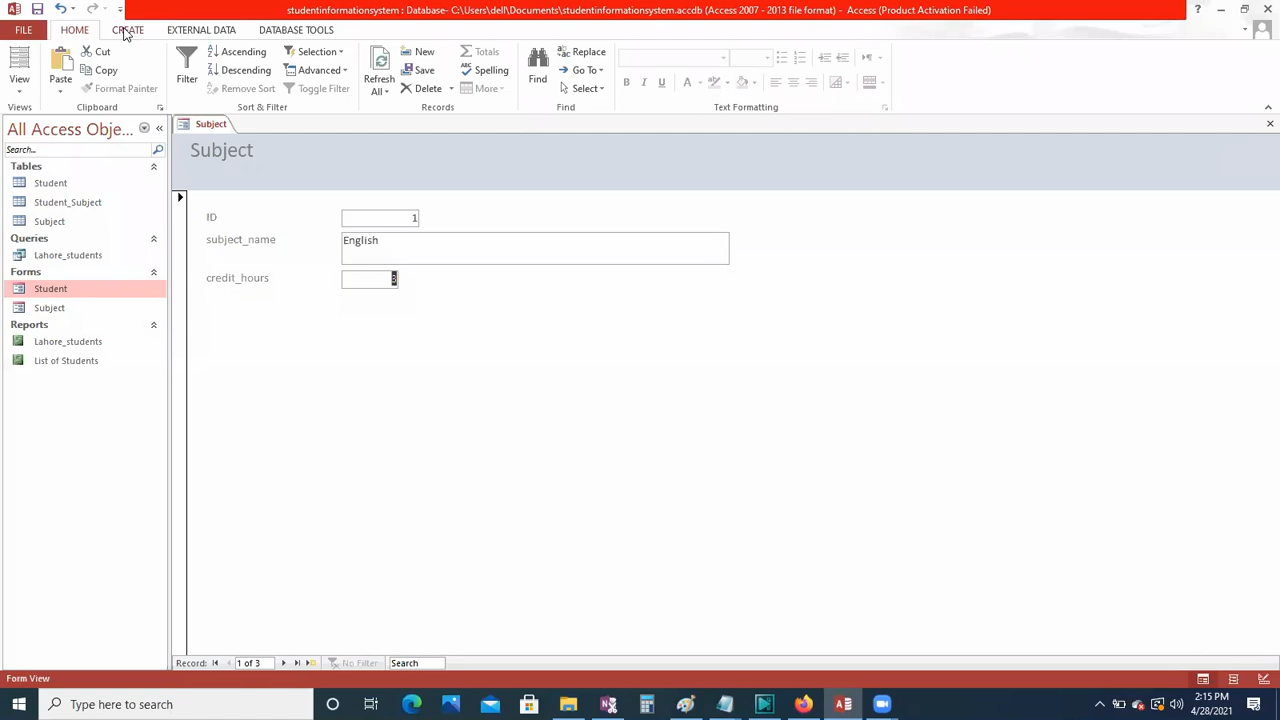 studentinformationsystem : Database- C:\Users\dell\Documents\studentinformationsystem.accdb (Access 2007 - 2013 file format) - Access (Product Activation Failed)
FILE HOME CREATE EXTERNAL DATA DATABASE TOOLS
View
Views
Paste
Cut
Copy
Format Painter
Clipboard
Filter
Ascending
Descending
Remove Sort
Selection
Advanced
Toggle Filter
Sort & Filter
Refresh
All
New
Save
Delete
Totals
Spelling
More
Records
Find
Replace
Go To
Select
Find
B I U A
Text Formatting
All Access Obje...
Search...
Tables
Student
Student_Subject
Subject
Queries
Lahore_students
Forms
Student
Subject
Reports
Lahore_students
List of Students
Subject
Subject
ID 1
subject_name English
credit_hours 3
Record: 1 of 3 No Filter Search
Form View
Type here to search
2:15 PM
4/28/2021